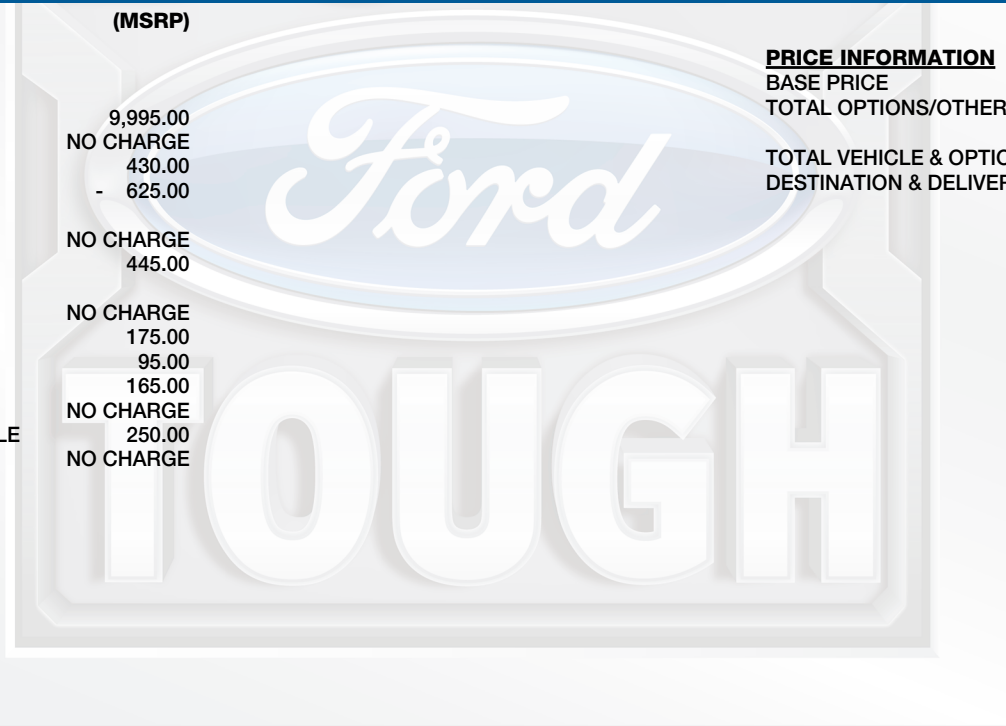 (MSRP)
9,995.00
NO CHARGE
430.00
- 625.00
NO CHARGE
445.00
NO CHARGE
175.00
95.00
165.00
NO CHARGE
LE 250.00
NO CHARGE
PRICE INFORMATION
BASE PRICE
TOTAL OPTIONS/OTHER
TOTAL VEHICLE & OPTIO
DESTINATION & DELIVER
Ford
TOUGH